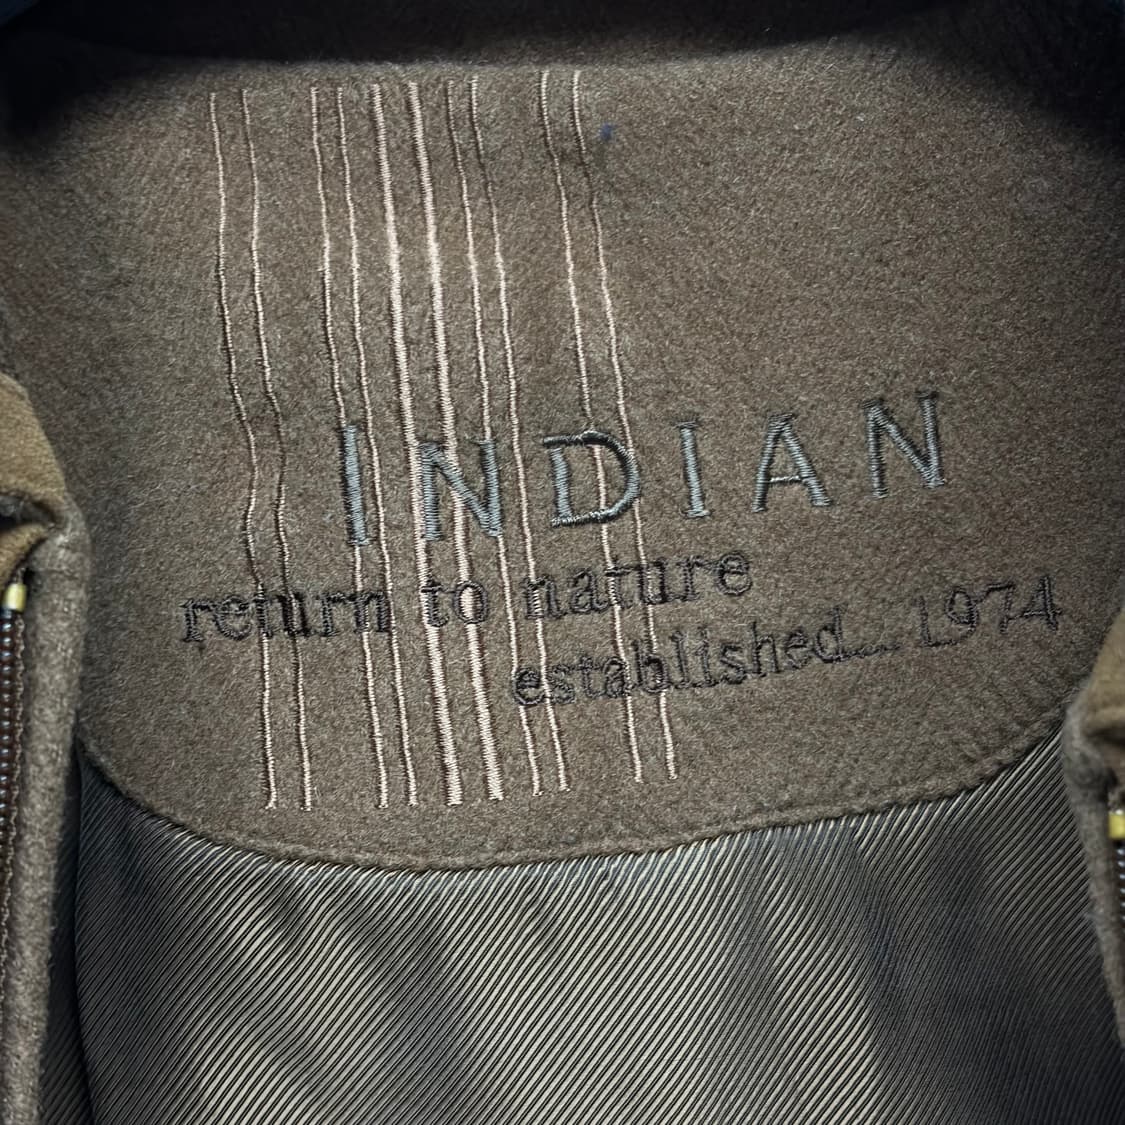 INDIAN
return to nature
established... 1974